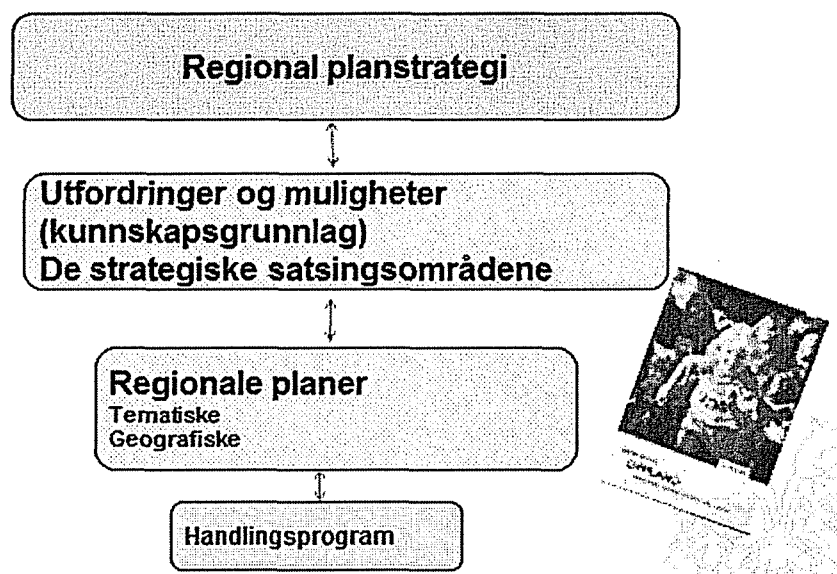 Regional planstrategi
Utfordringer og muligheter
(kunnskapsgrunnlag)
De strategiske satsingsområdene
Regionale planer
Tematiske
Geografiske
Handlingsprogram